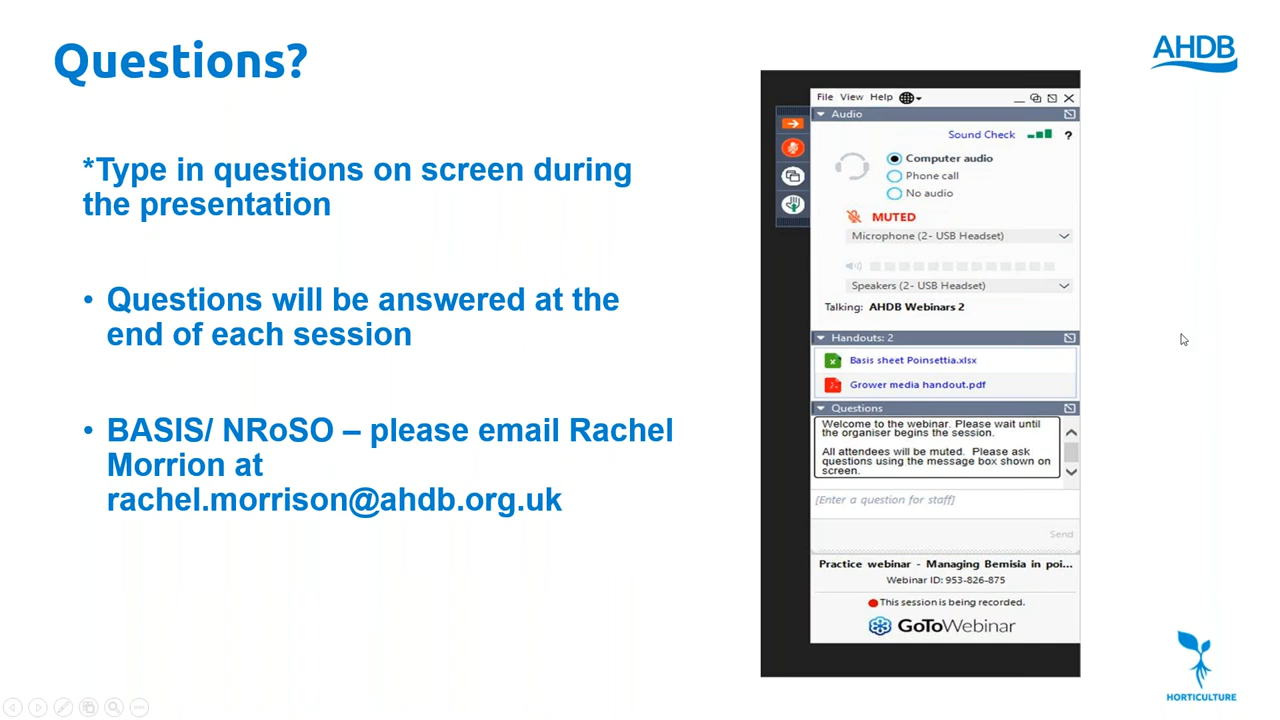 Questions?
AHDB
*Type in questions on screen during
the presentation
• Questions will be answered at the
end of each session
• BASIS/ NRoSO – please email Rachel
Morrion at
rachel.morrison@ahdb.org.uk
File View Help
Audio
Sound Check ?
Computer audio
Phone call
No audio
MUTED
Microphone (2- USB Headset)
Speakers (2- USB Headset)
Talking: AHDB Webinars 2
Handouts: 2
Basis sheet Poinsettia.xlsx
Grower media handout.pdf
Questions
Welcome to the webinar. Please wait until
the organiser begins the session.
All attendees will be muted. Please ask
questions using the message box shown on
screen.
[Enter a question for staff]
Send
Practice webinar - Managing Bemisia in poi...
Webinar ID: 953-826-875
This session is being recorded.
GoToWebinar
HORTICULTURE